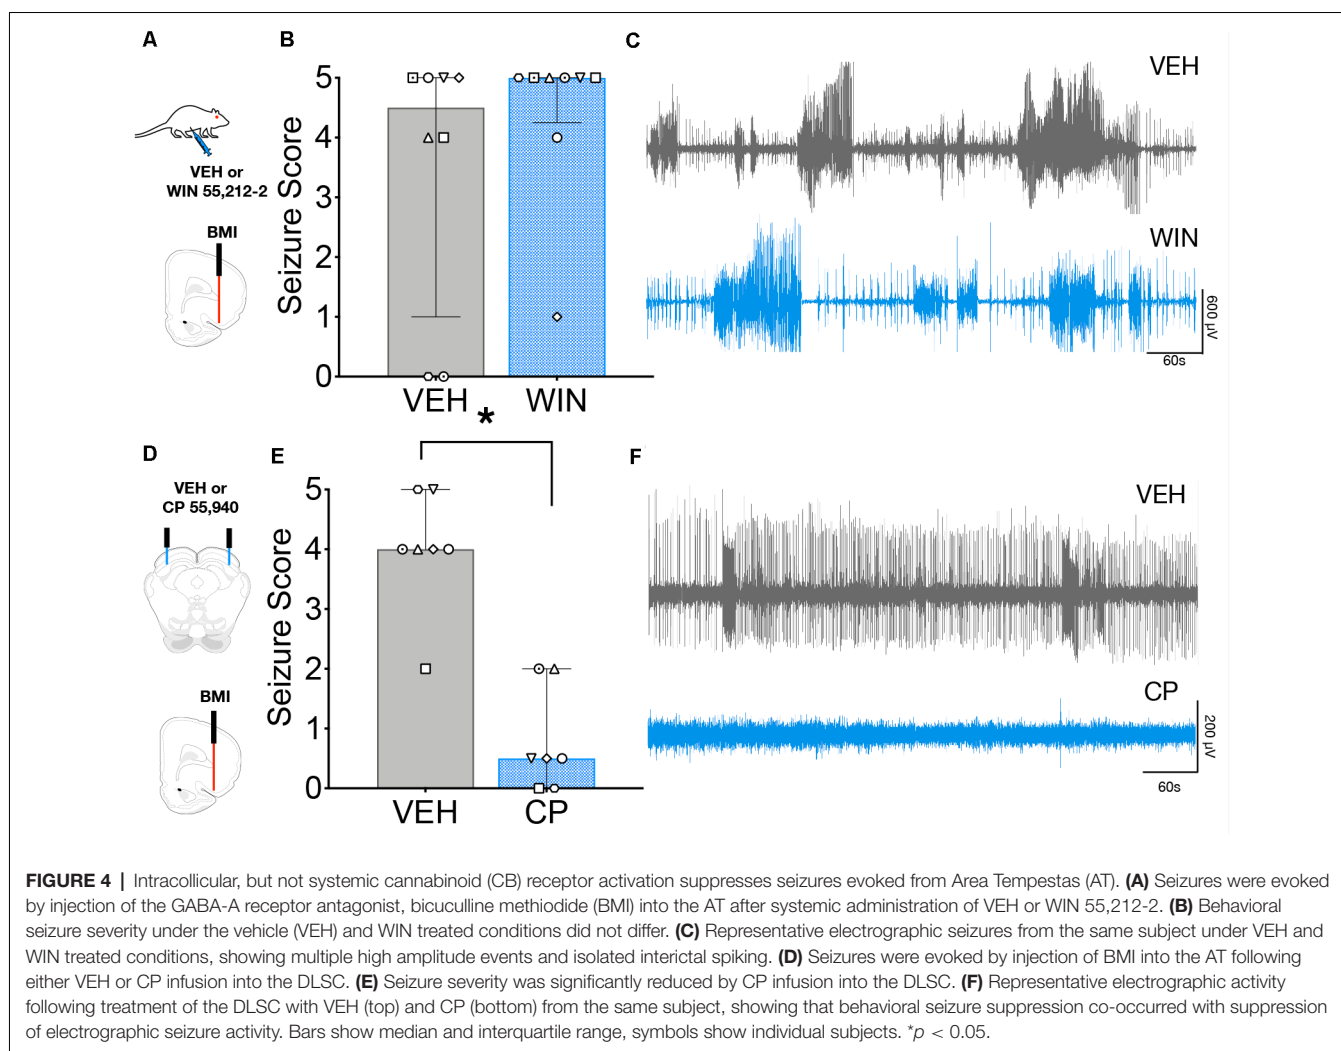 A
B
C
VEH or
WIN 55,212-2
BMI
Seizure Score
5
4
3
2
1
0
VEH
WIN
VEH
WIN
600 µV
60s
D
E
F
VEH or
CP 55,940
BMI
*
Seizure Score
5
4
3
2
1
0
VEH
CP
VEH
CP
200 µV
60s
FIGURE 4 | Intracollicular, but not systemic cannabinoid (CB) receptor activation suppresses seizures evoked from Area Tempestas (AT). (A) Seizures were evoked
by injection of the GABA-A receptor antagonist, bicuculline methiodide (BMI) into the AT after systemic administration of VEH or WIN 55,212-2. (B) Behavioral
seizure severity under the vehicle (VEH) and WIN treated conditions did not differ. (C) Representative electrographic seizures from the same subject under VEH and
WIN treated conditions, showing multiple high amplitude events and isolated interictal spiking. (D) Seizures were evoked by injection of BMI into the AT following
either VEH or CP infusion into the DLSC. (E) Seizure severity was significantly reduced by CP infusion into the DLSC. (F) Representative electrographic activity
following treatment of the DLSC with VEH (top) and CP (bottom) from the same subject, showing that behavioral seizure suppression co-occurred with suppression
of electrographic seizure activity. Bars show median and interquartile range, symbols show individual subjects. *p < 0.05.